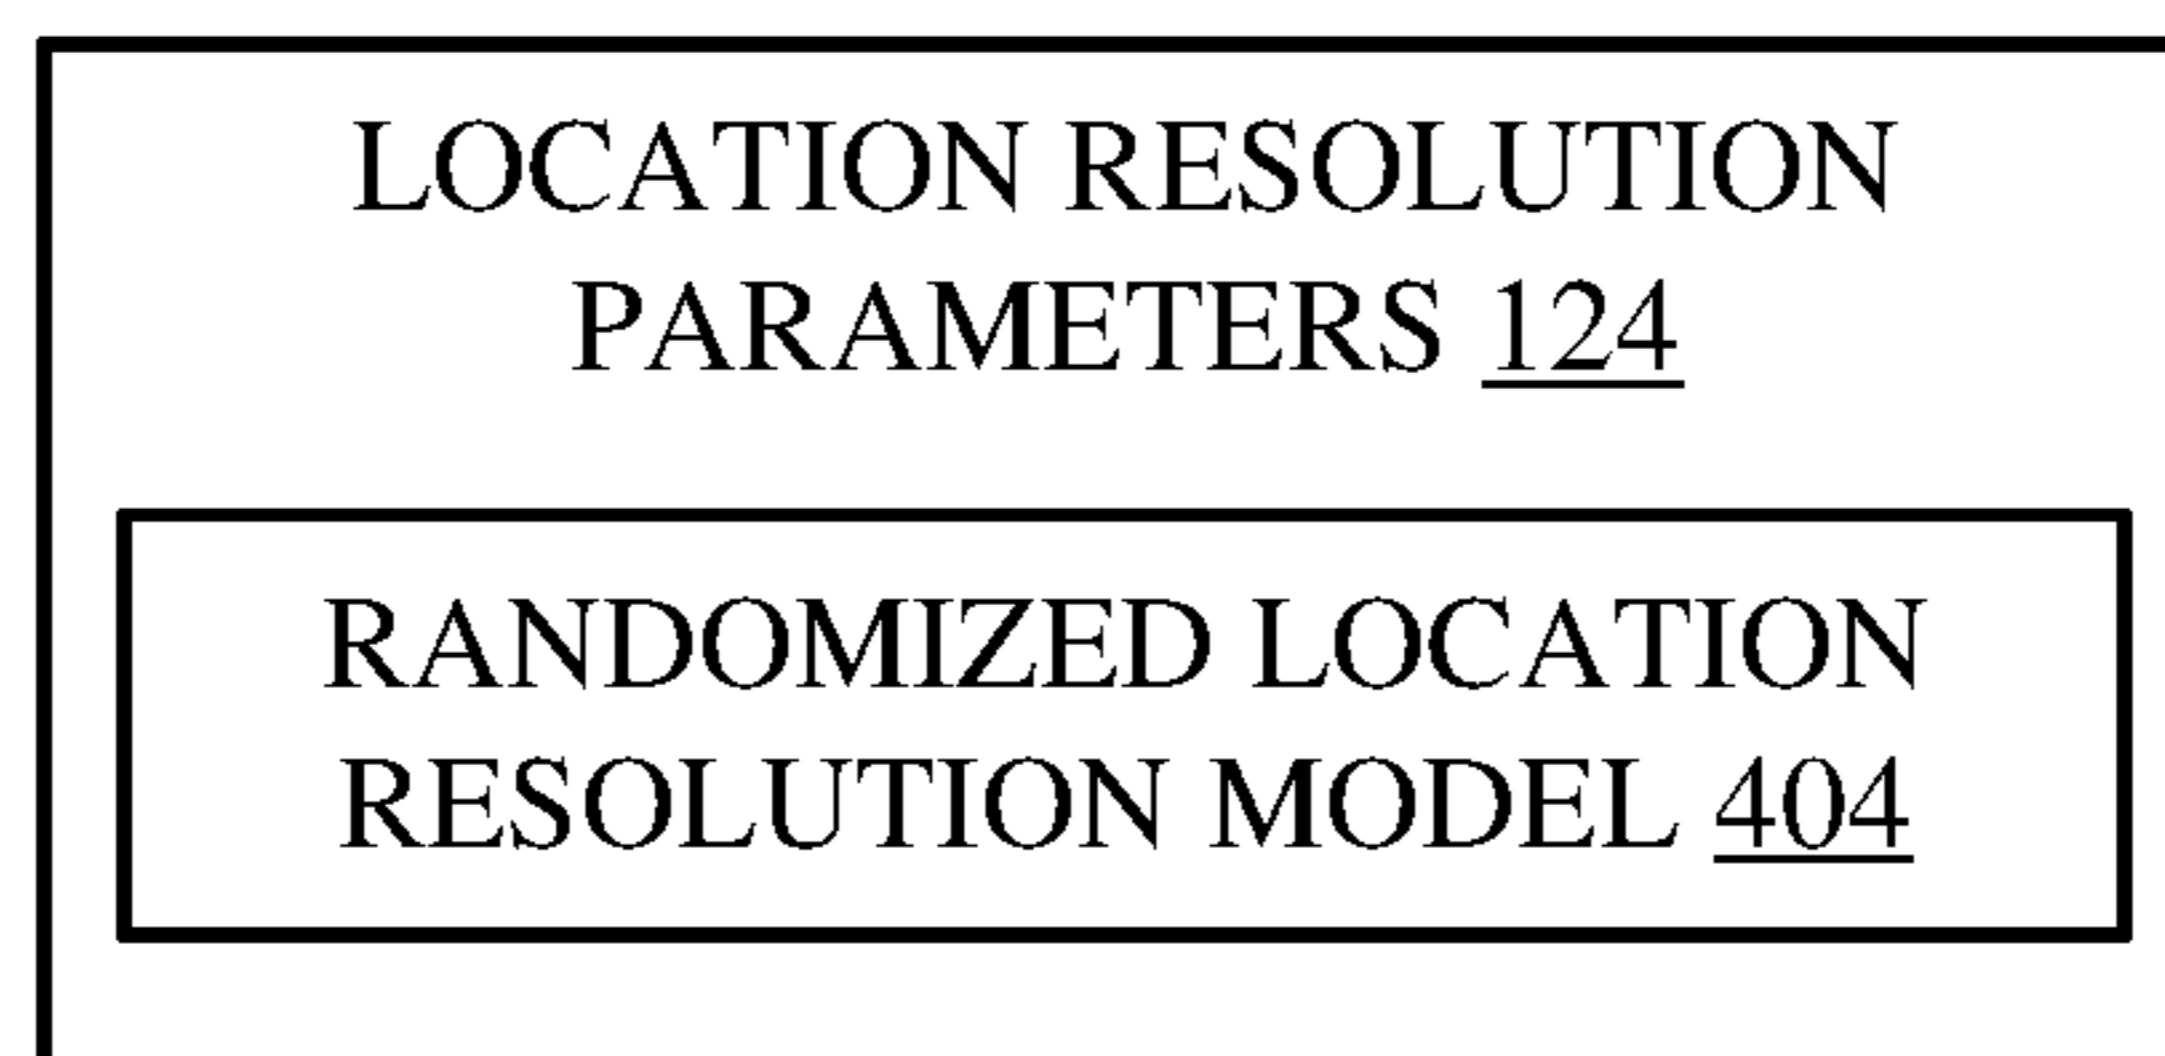 LOCATION RESOLUTION
PARAMETERS 124
RANDOMIZED LOCATION
RESOLUTION MODEL 404